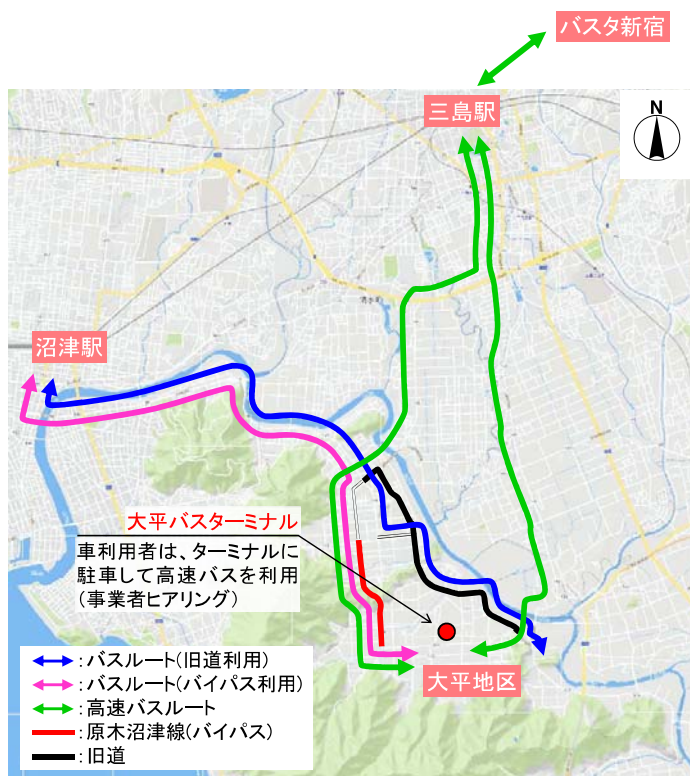 バスタ新宿
三島駅
N
沼津駅
大平バスターミナル
車利用者は、ターミナルに
駐車して高速バスを利用
(事業者ヒアリング)
大平地区
:バスルート(旧道利用)
:バスルート(バイパス利用)
:高速バスルート
:原木沼津線(バイパス)
:旧道